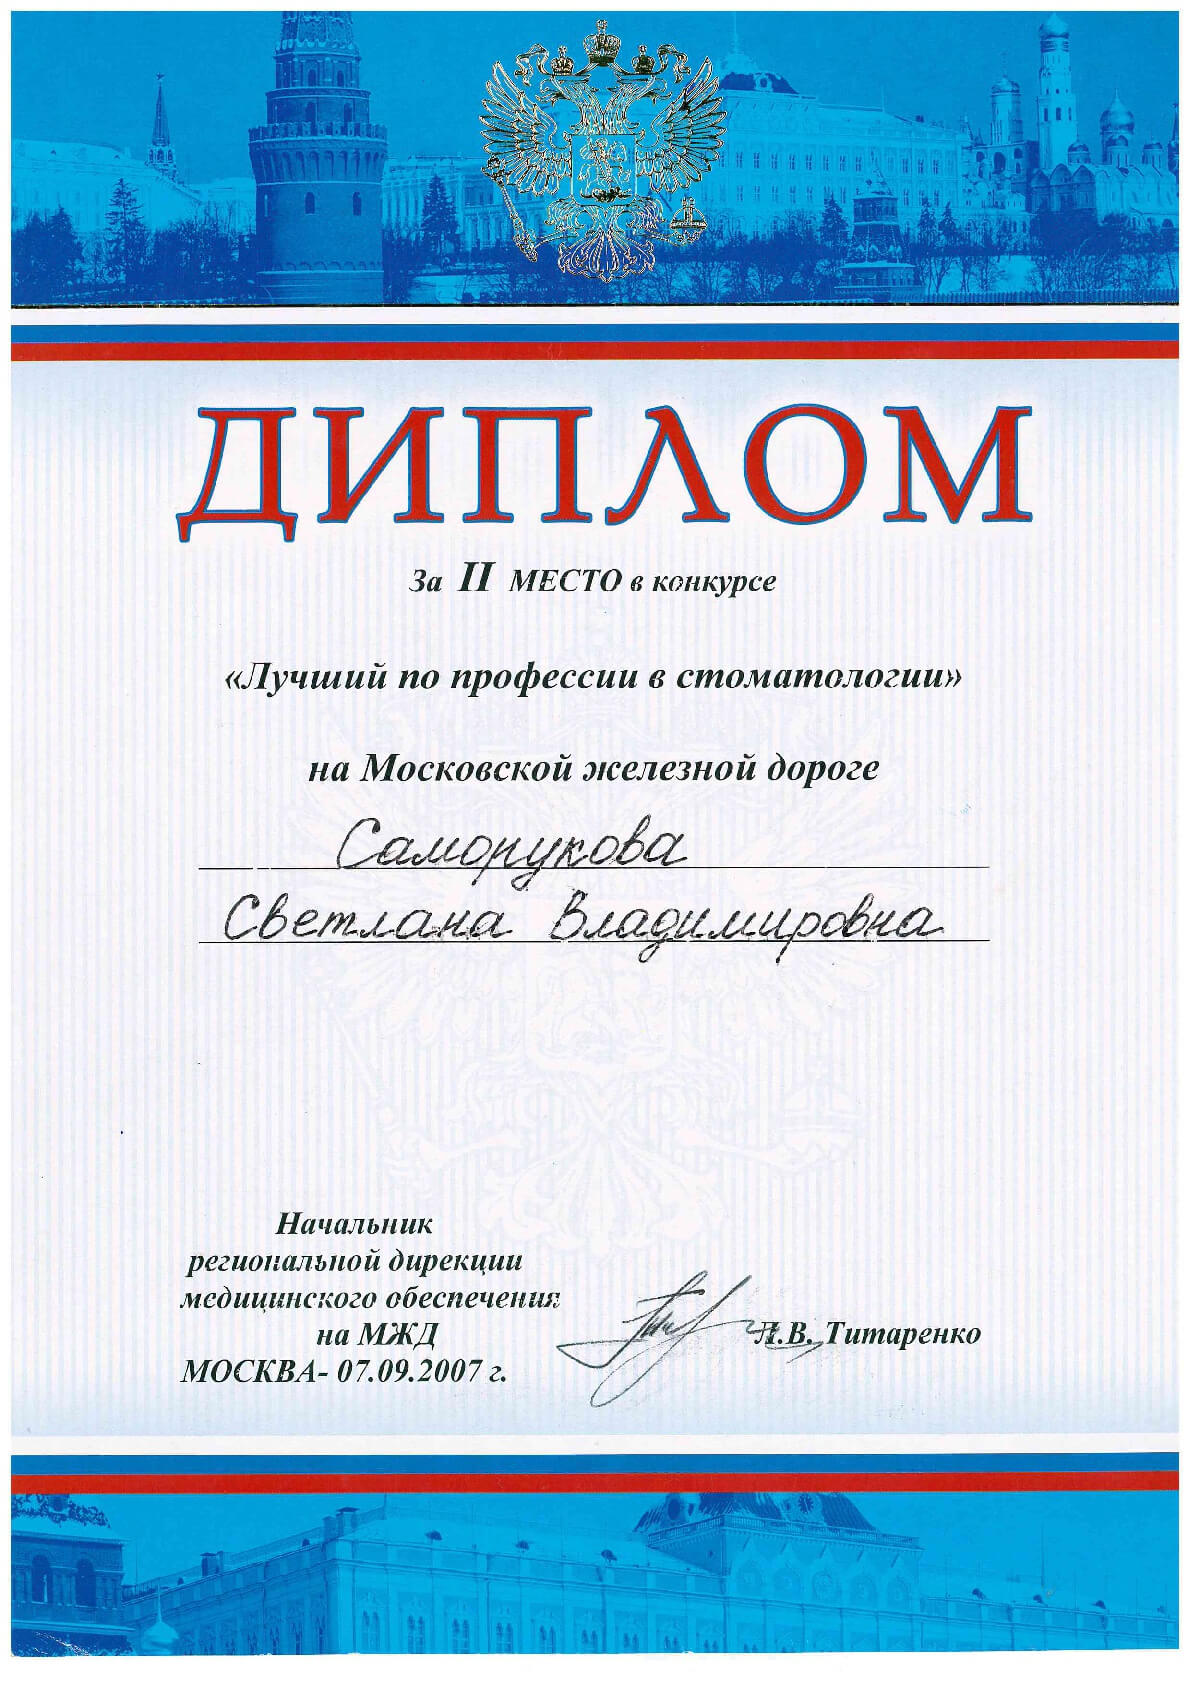 ДИПЛОМ
За II МЕСТО в конкурсе
«Лучший по профессии в стоматологии»
на Московской железной дороге
Саморукова
Светлана Владимировна
Начальник
региональной дирекции
медицинского обеспечения
на МЖД
Л.В. Титаренко
МОСКВА- 07.09.2007 г.